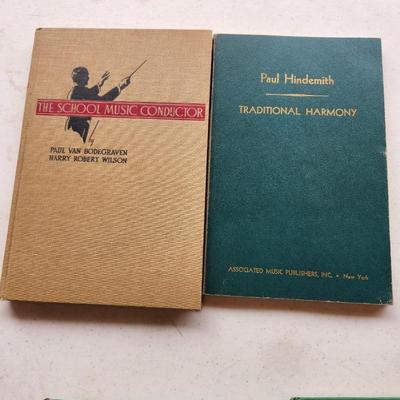 THE SCHOOL MUSIC CONDUCTOR
by
PAUL VAN BODEGRAVEN
HARRY ROBERT WILSON
Paul Hindemith
TRADITIONAL HARMONY
ASSOCIATED MUSIC PUBLISHERS, INC. • New York